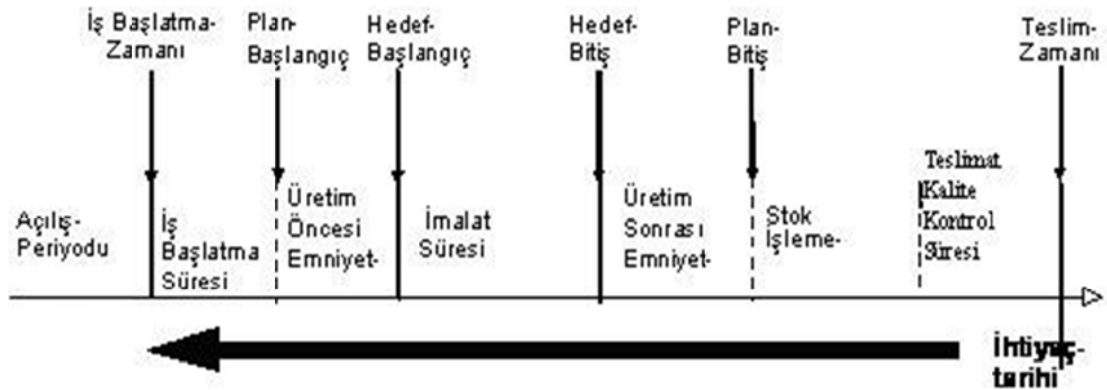 İş Başlatma-
Zamanı
Plan-
Başlangıç
Hedef-
Başlangıç
Hedef-
Bitiş
Plan-
Bitiş
Teslim-
Zamanı
Açılış-
Periyodu
İş
Başlatma
Süresi
Üretim
Öncesi
Emniyet-
İmalat
Süresi
Üretim
Sonrası
Emniyet-
Stok
İşleme-
Teslimat
Kalite
Kontrol
Süresi
İhtiyaç-
tarihi